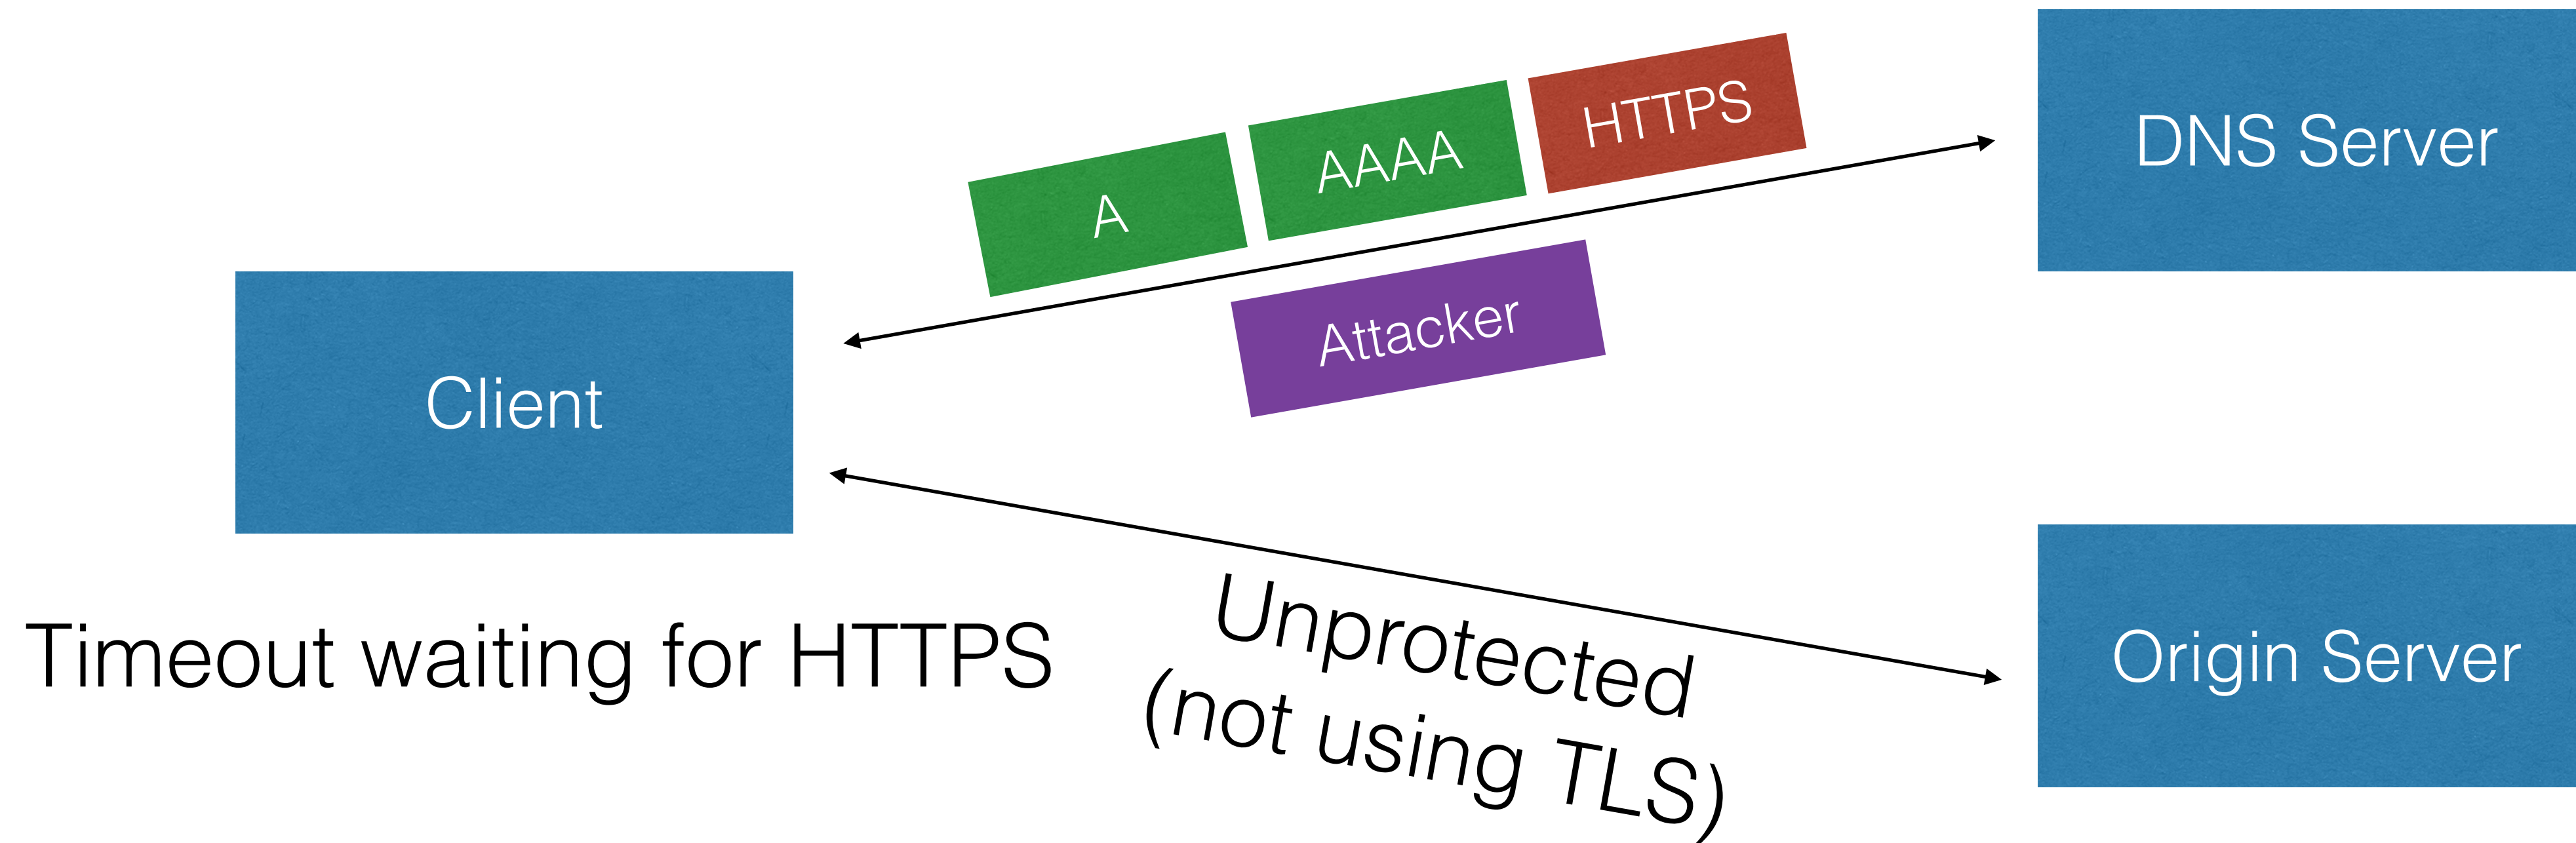 HTTPS
AAAA
A
DNS Server
Attacker
Client
Timeout waiting for HTTPS
Unprotected
(not using TLS)
Origin Server